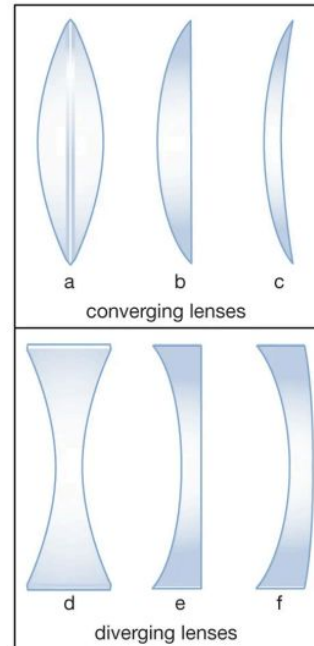 a b c
converging lenses
d e f
diverging lenses